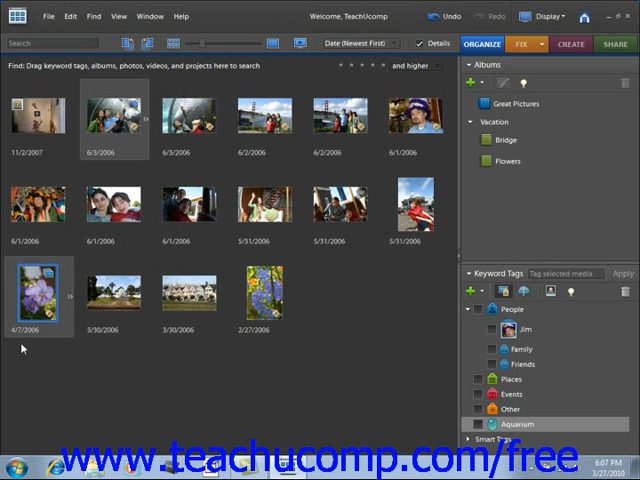 File Edit Find View Window Help Welcome, TeachUcomp Undo Redo Display
Search Date (Newest First) Details ORGANIZE FIX CREATE SHARE
Find: Drag keyword tags, albums, photos, videos, and projects here to search and higher
Albums
Great Pictures
Vacation
Bridge
Flowers
11/2/2007 6/3/2006 6/3/2006 6/2/2006 6/2/2006 6/1/2006
6/1/2006 6/1/2006 6/1/2006 5/31/2006 5/31/2006 5/31/2006
4/7/2006 3/30/2006 3/30/2006 2/27/2006
Keyword Tags Tag selected media Apply
People
Jim
Family
Friends
Places
Events
Other
Aquarium
Smart Tags
www.teachucomp.com/free
6:07 PM
3/27/2010